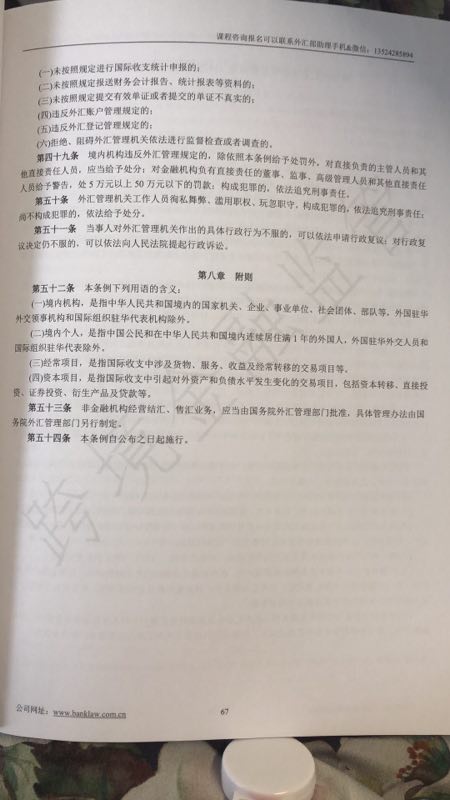 课程咨询报名可以联系外汇部助理手机&微信：13524285894
(一)未按照规定进行国际收支统计申报的；
(二)未按照规定报送财务会计报告、统计报表等资料的；
(三)未按照规定提交有效单证或者提交的单证不真实的；
(四)违反外汇账户管理规定的；
(五)违反外汇登记管理规定的；
(六)拒绝、阻碍外汇管理机关依法进行监督检查或者调查的。
第四十九条 境内机构违反外汇管理规定的，除依照本条例给予处罚外，对直接负责的主管人员和其
他直接责任人员，应当给予处分；对金融机构负有直接责任的董事、监事、高级管理人员和其他直接责任
人员给予警告，处 5 万元以上 50 万元以下的罚款；构成犯罪的，依法追究刑事责任。
第五十条 外汇管理机关工作人员徇私舞弊、滥用职权、玩忽职守，构成犯罪的，依法追究刑事责任；
尚不构成犯罪的，依法给予处分。
第五十一条 当事人对外汇管理机关作出的具体行政行为不服的，可以依法申请行政复议；对行政复
议决定仍不服的，可以依法向人民法院提起行政诉讼。
第八章 附则
第五十二条 本条例下列用语的含义：
(一)境内机构，是指中华人民共和国境内的国家机关、企业、事业单位、社会团体、部队等，外国驻华
外交领事机构和国际组织驻华代表机构除外。
(二)境内个人，是指中国公民和在中华人民共和国境内连续居住满 1 年的外国人，外国驻华外交人员和
国际组织驻华代表除外。
(三)经常项目，是指国际收支中涉及货物、服务、收益及经常转移的交易项目等。
(四)资本项目，是指国际收支中引起对外资产和负债水平发生变化的交易项目，包括资本转移、直接投
资、证券投资、衍生产品及贷款等。
第五十三条 非金融机构经营结汇、售汇业务，应当由国务院外汇管理部门批准，具体管理办法由国
务院外汇管理部门另行制定。
第五十四条 本条例自公布之日起施行。
跨境金融监管
公司网址：www.banklaw.com.cn
67